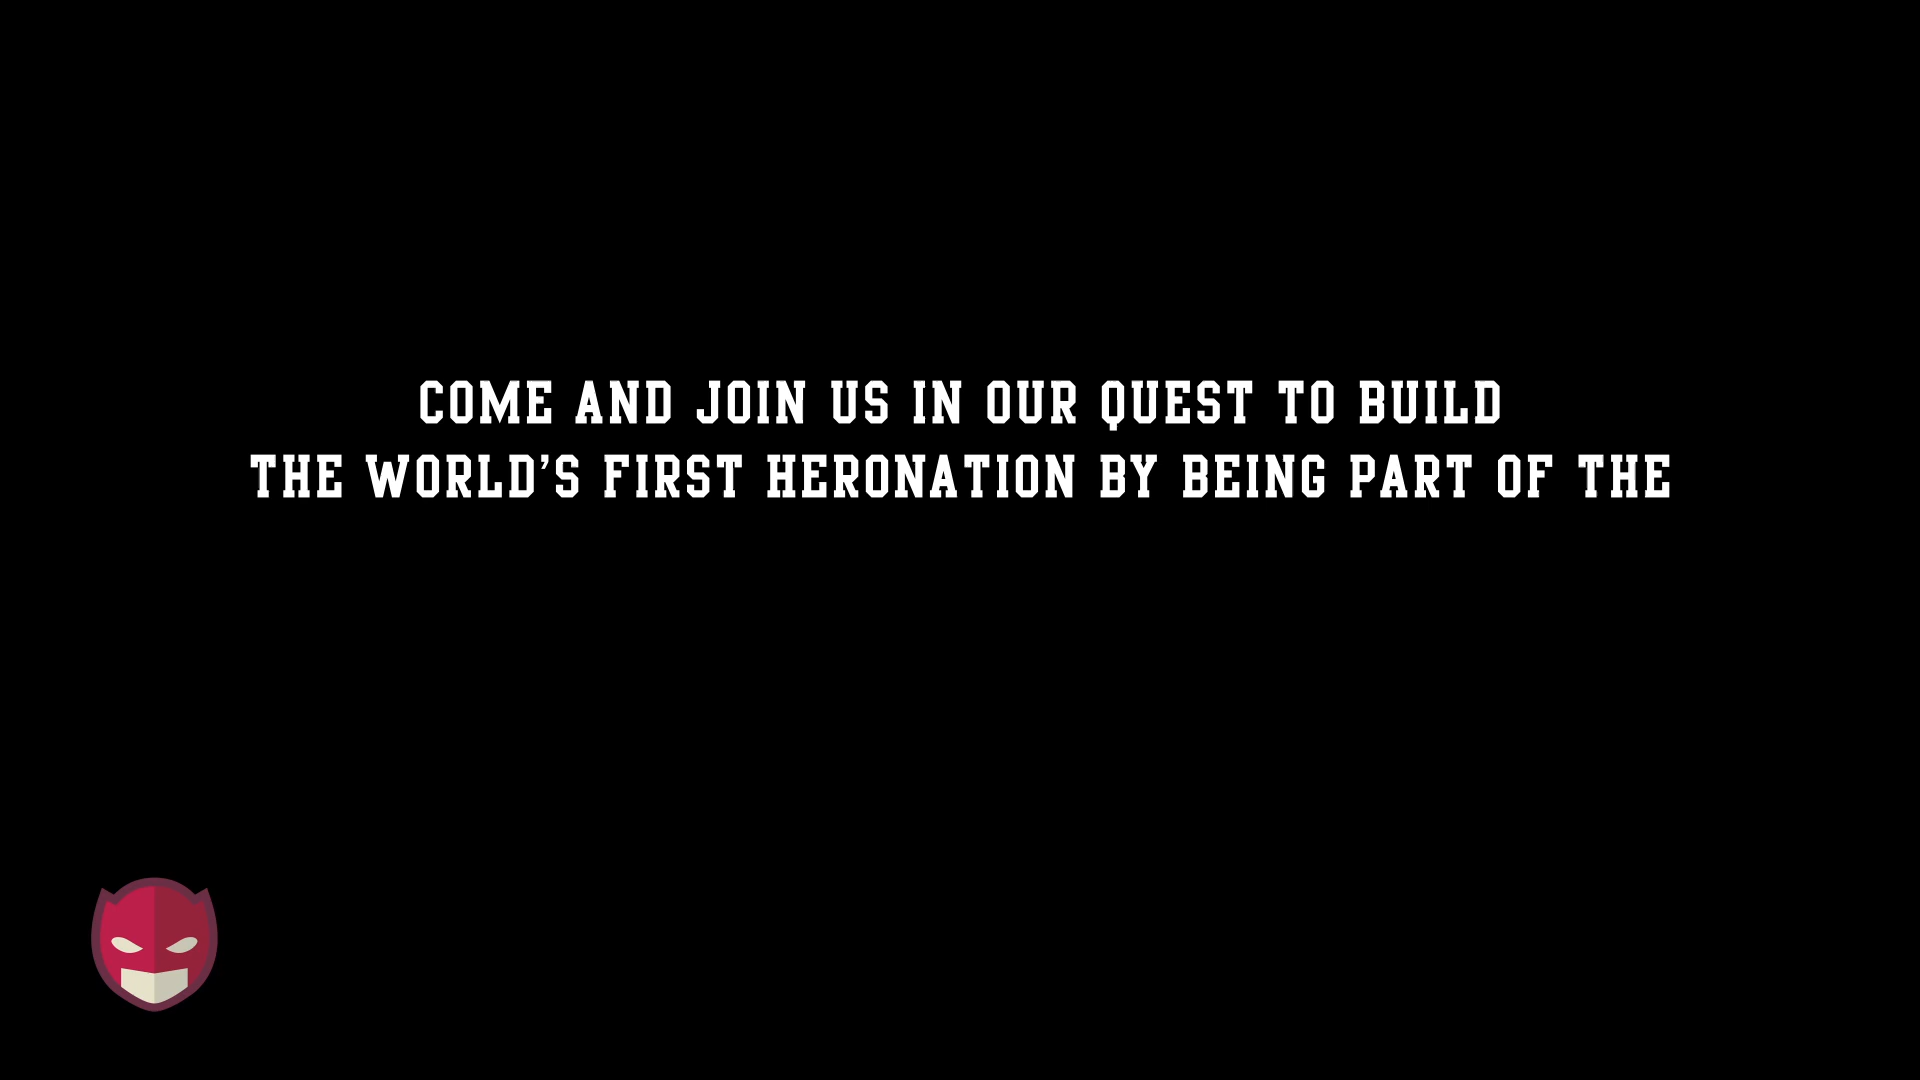 COME AND JOIN US IN OUR QUEST TO BUILD
THE WORLD'S FIRST HERONATION BY BEING PART OF THE